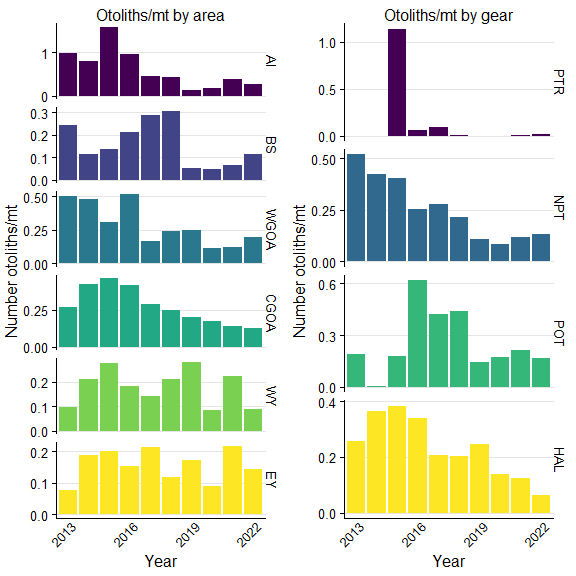 Otoliths/mt by area
Otoliths/mt by gear
Number otoliths/mt
1
0
AI
0.3
0.2
0.1
0.0
BS
0.50
0.25
0.00
WGOA
0.25
0.00
CGOA
0.2
0.1
0.0
WY
0.2
0.1
0.0
EY
2013
2016
2019
2022
Year
Number otoliths/mt
1.0
0.5
0.0
PTR
0.50
0.25
0.00
NPT
0.6
0.3
0.0
POT
0.4
0.2
0.0
HAL
2013
2016
2019
2022
Year